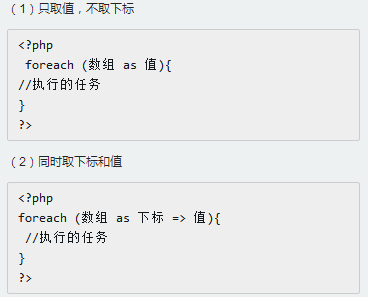 （1）只取值，不取下标
<?php
foreach (数组 as 值){
//执行的任务
}
?>
（2）同时取下标和值
<?php
foreach (数组 as 下标 => 值){
//执行的任务
}
?>